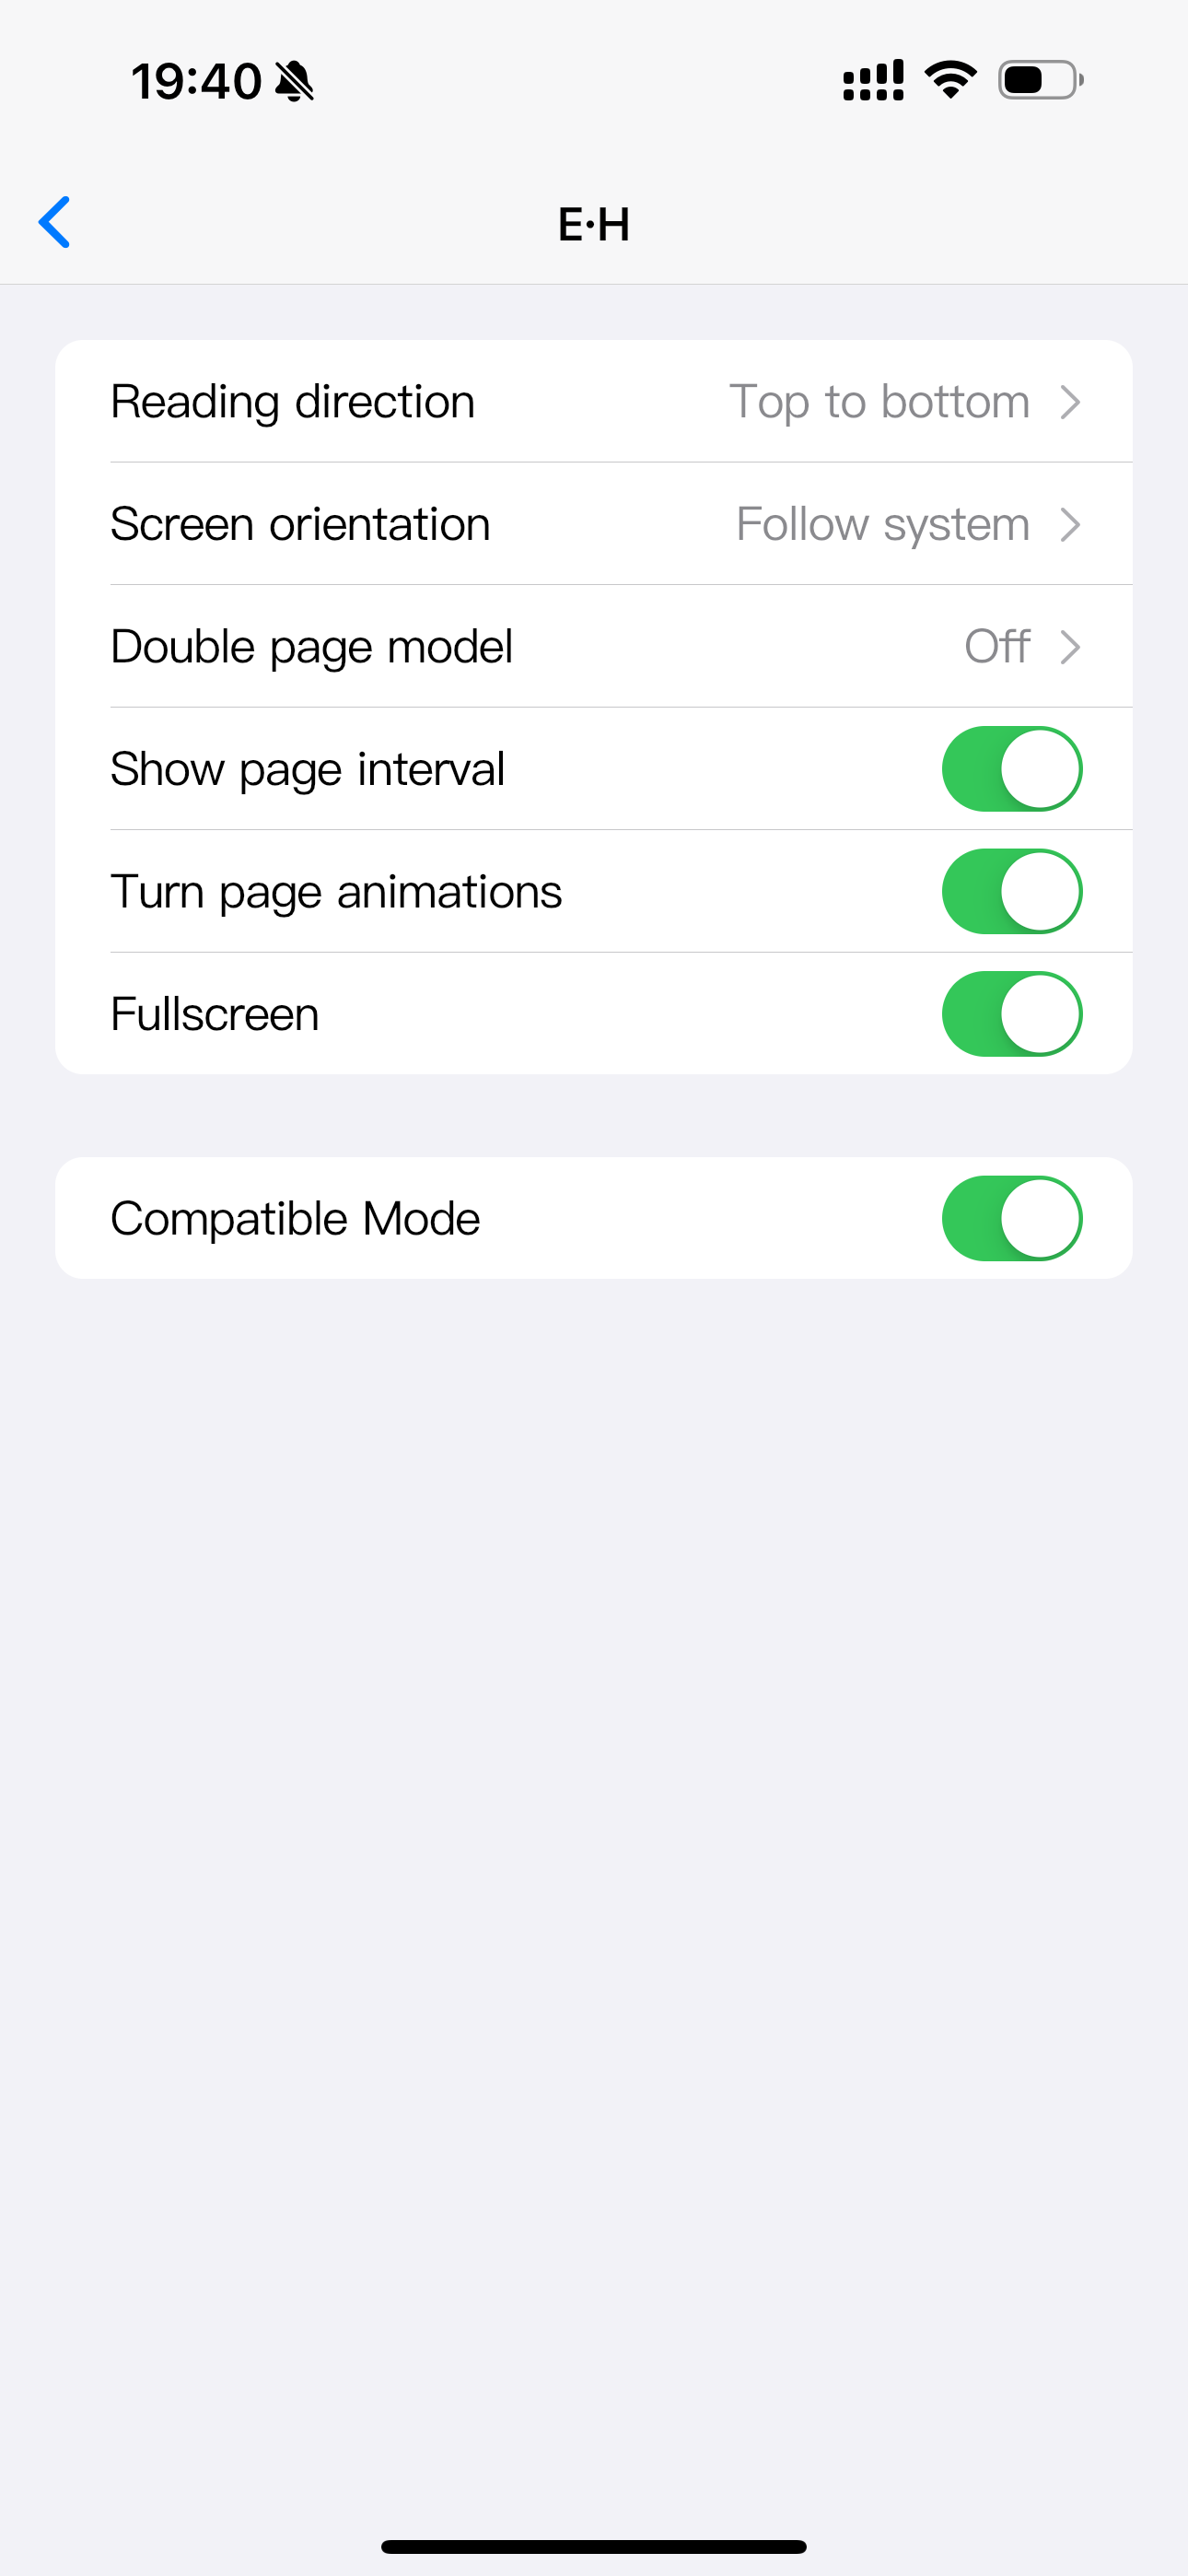 19:40
E·H
Reading direction Top to bottom
Screen orientation Follow system
Double page model Off
Show page interval
Turn page animations
Fullscreen
Compatible Mode